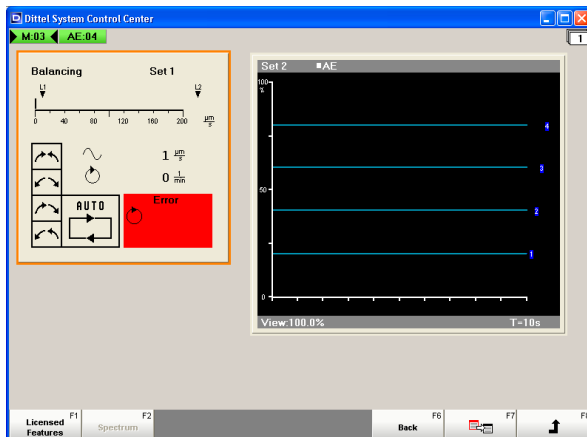 Dittel System Control Center
M:03 AE:04
1
Balancing Set 1
L1 L2
0 40 80 120 160 200 µm/s
1 µm/s
0 1/min
AUTO
Error
Set 2 AE
100
%
50
0
4
3
2
1
View:100.0% T=10s
F1 F2 F6 F7 F8
Licensed
Features
Spectrum
Back